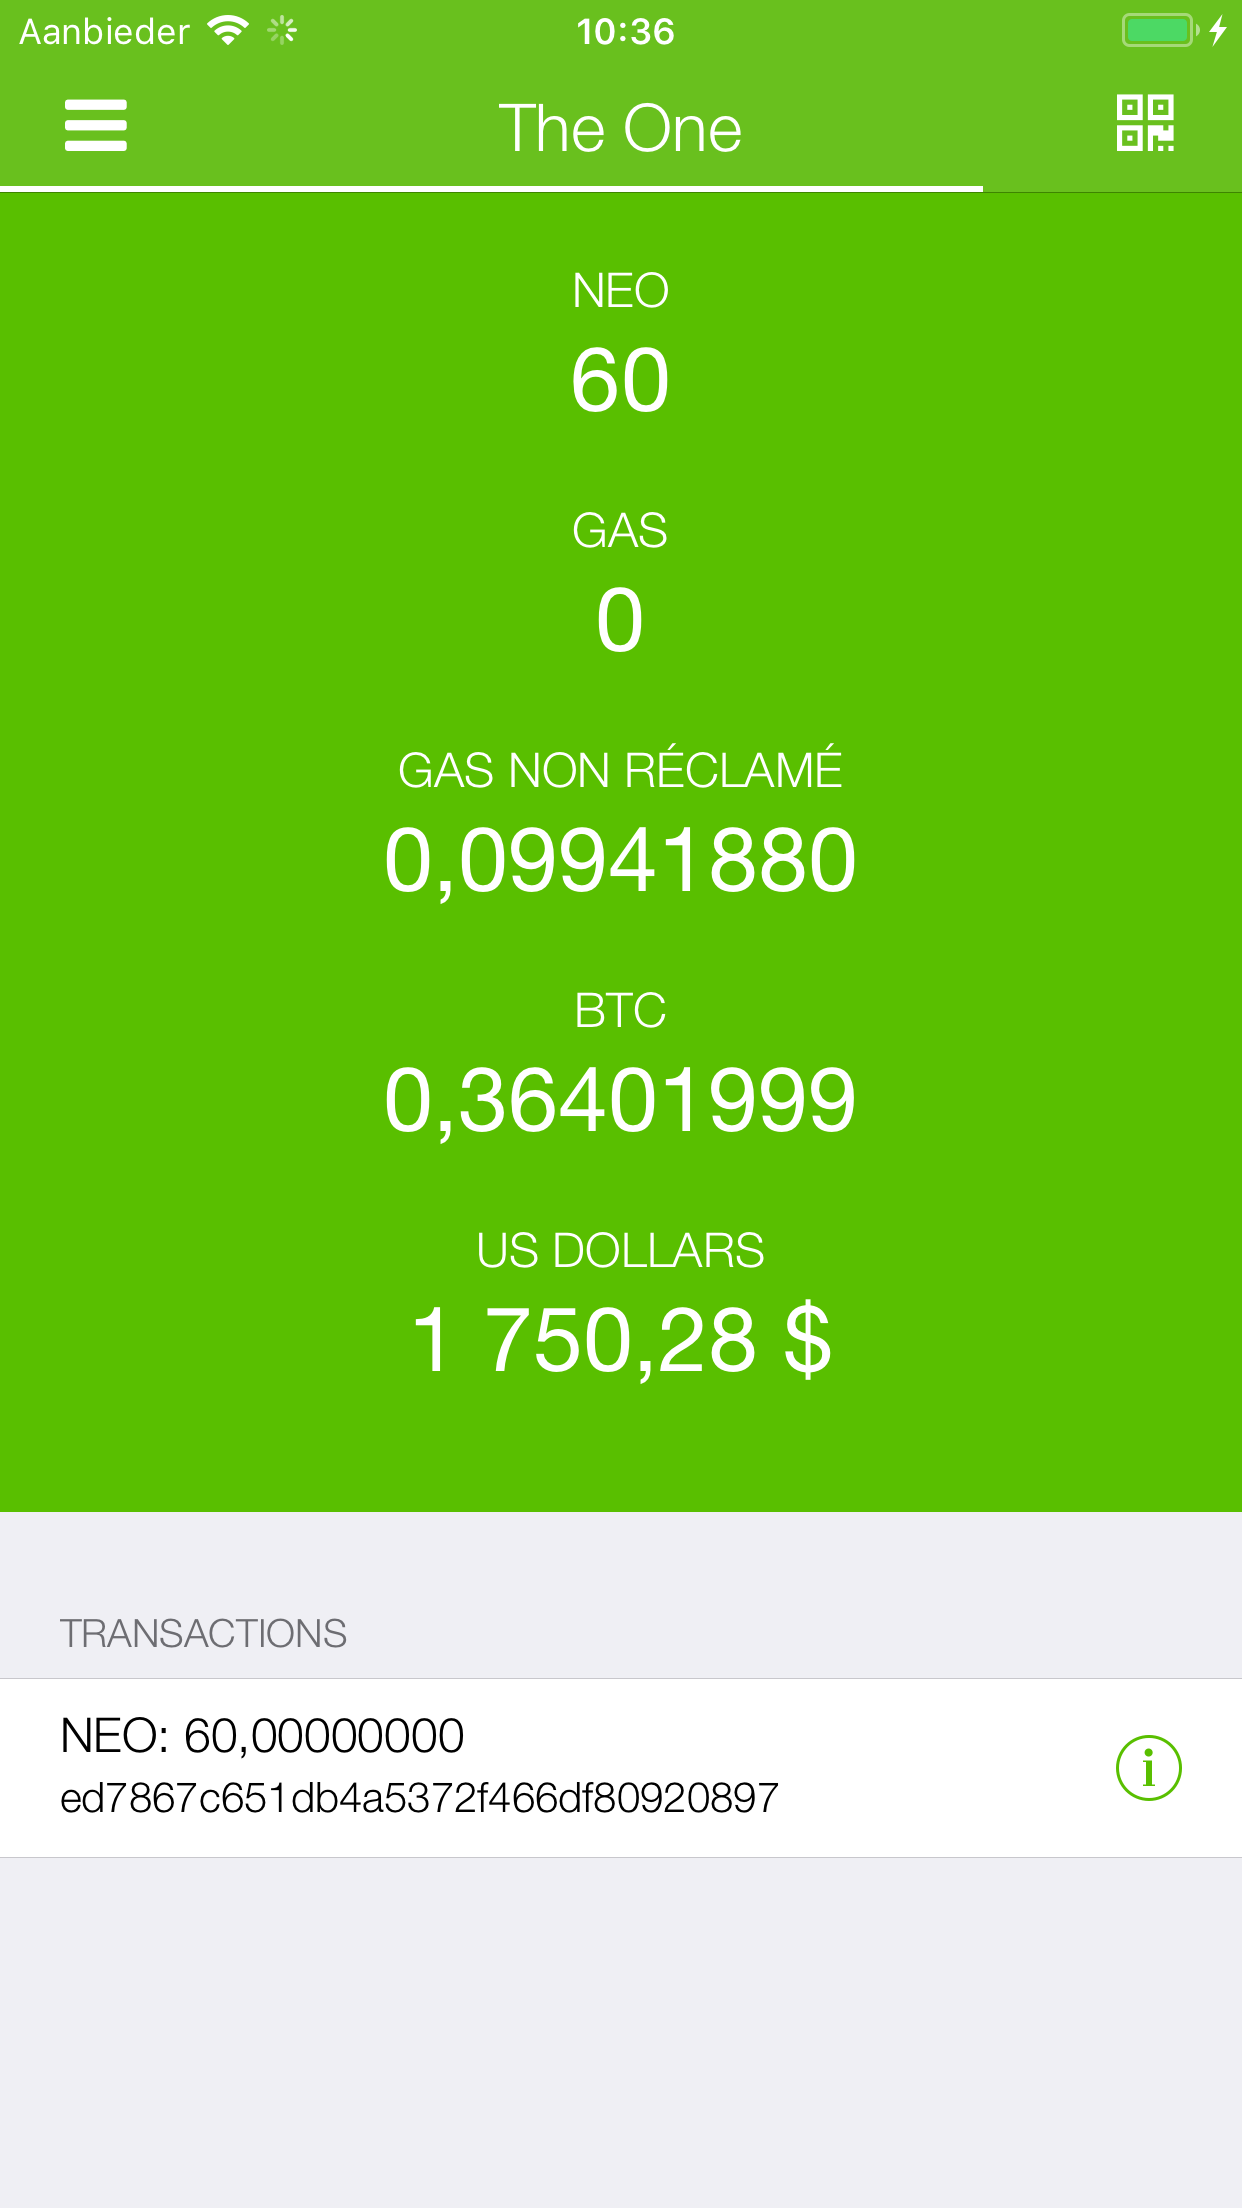 Aanbieder
10:36
The One
NEO
60
GAS
0
GAS NON RÉCLAMÉ
0,09941880
BTC
0,36401999
US DOLLARS
1 750,28 $
TRANSACTIONS
NEO: 60,00000000
ed7867c651db4a5372f466df80920897